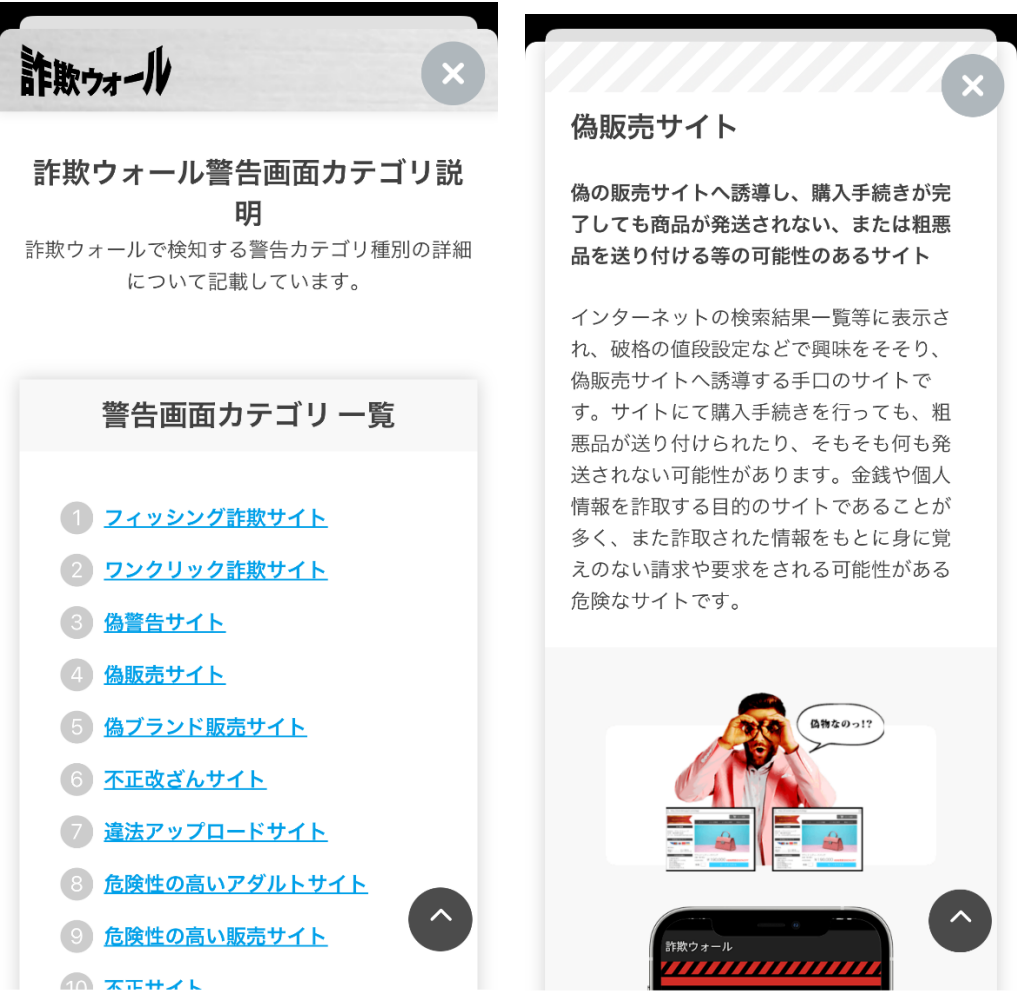 詐欺ウォール
詐欺ウォール警告画面カテゴリ説
明
詐欺ウォールで検知する警告カテゴリ種別の詳細
について記載しています。
警告画面カテゴリ 一覧
1 フィッシング詐欺サイト
2 ワンクリック詐欺サイト
3 偽警告サイト
4 偽販売サイト
5 偽ブランド販売サイト
6 不正改ざんサイト
7 違法アップロードサイト
8 危険性の高いアダルトサイト
9 危険性の高い販売サイト
10 不正サイト
偽販売サイト
偽の販売サイトへ誘導し、購入手続きが完
了しても商品が発送されない、または粗悪
品を送り付ける等の可能性のあるサイト
インターネットの検索結果一覧等に表示さ
れ、破格の値段設定などで興味をそそり、
偽販売サイトへ誘導する手口のサイトで
す。サイトにて購入手続きを行っても、粗
悪品が送り付けられたり、そもそも何も発
送されない可能性があります。金銭や個人
情報を詐取する目的のサイトであることが
多く、また詐取された情報をもとに身に覚
えのない請求や要求をされる可能性がある
危険なサイトです。
偽物なのっ!?
詐欺ウォール